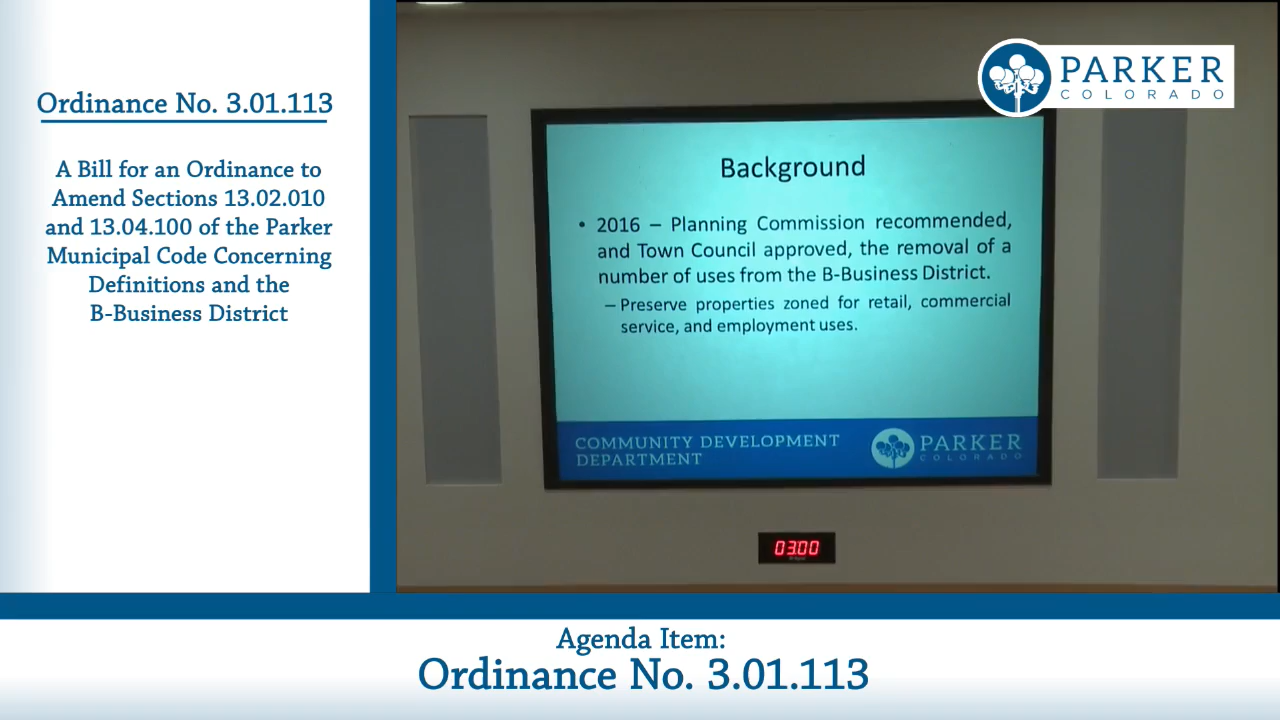 Ordinance No. 3.01.113
A Bill for an Ordinance to
Amend Sections 13.02.010
and 13.04.100 of the Parker
Municipal Code Concerning
Definitions and the
B-Business District
PARKER
COLORADO
Background
• 2016 – Planning Commission recommended,
and Town Council approved, the removal of a
number of uses from the B-Business District.
– Preserve properties zoned for retail, commercial
service, and employment uses.
COMMUNITY DEVELOPMENT
DEPARTMENT
PARKER
COLORADO
03:00
Agenda Item:
Ordinance No. 3.01.113